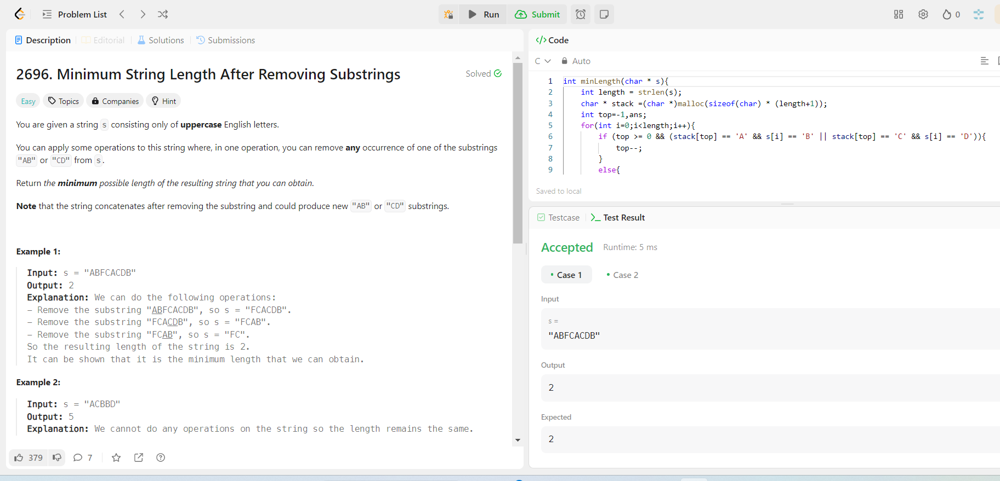 Problem List
Run
Submit
0
Description
Editorial
Solutions
Submissions
2696. Minimum String Length After Removing Substrings
Solved
Easy
Topics
Companies
Hint
You are given a string s consisting only of uppercase English letters.
You can apply some operations to this string where, in one operation, you can remove any occurrence of one of the substrings
"AB" or "CD" from s.
Return the minimum possible length of the resulting string that you can obtain.
Note that the string concatenates after removing the substring and could produce new "AB" or "CD" substrings.
Example 1:
Input: s = "ABFCACDB"
Output: 2
Explanation: We can do the following operations:
- Remove the substring "ABFCACDB", so s = "FCACDB".
- Remove the substring "FCACDB", so s = "FCAB".
- Remove the substring "FCAB", so s = "FC".
So the resulting length of the string is 2.
It can be shown that it is the minimum length that we can obtain.
Example 2:
Input: s = "ACBBD"
Output: 5
Explanation: We cannot do any operations on the string so the length remains the same.
379
7
</> Code
C
Auto
1 int minLength(char * s){
2 int length = strlen(s);
3 char * stack =(char *)malloc(sizeof(char) * (length+1));
4 int top=-1,ans;
5 for(int i=0;i<length;i++){
6 if (top >= 0 && (stack[top] == 'A' && s[i] == 'B' || stack[top] == 'C' && s[i] == 'D')){
7 top--;
8 }
9 else{
Saved to local
Testcase
Test Result
Accepted
Runtime: 5 ms
• Case 1
• Case 2
Input
s =
"ABFCACDB"
Output
2
Expected
2